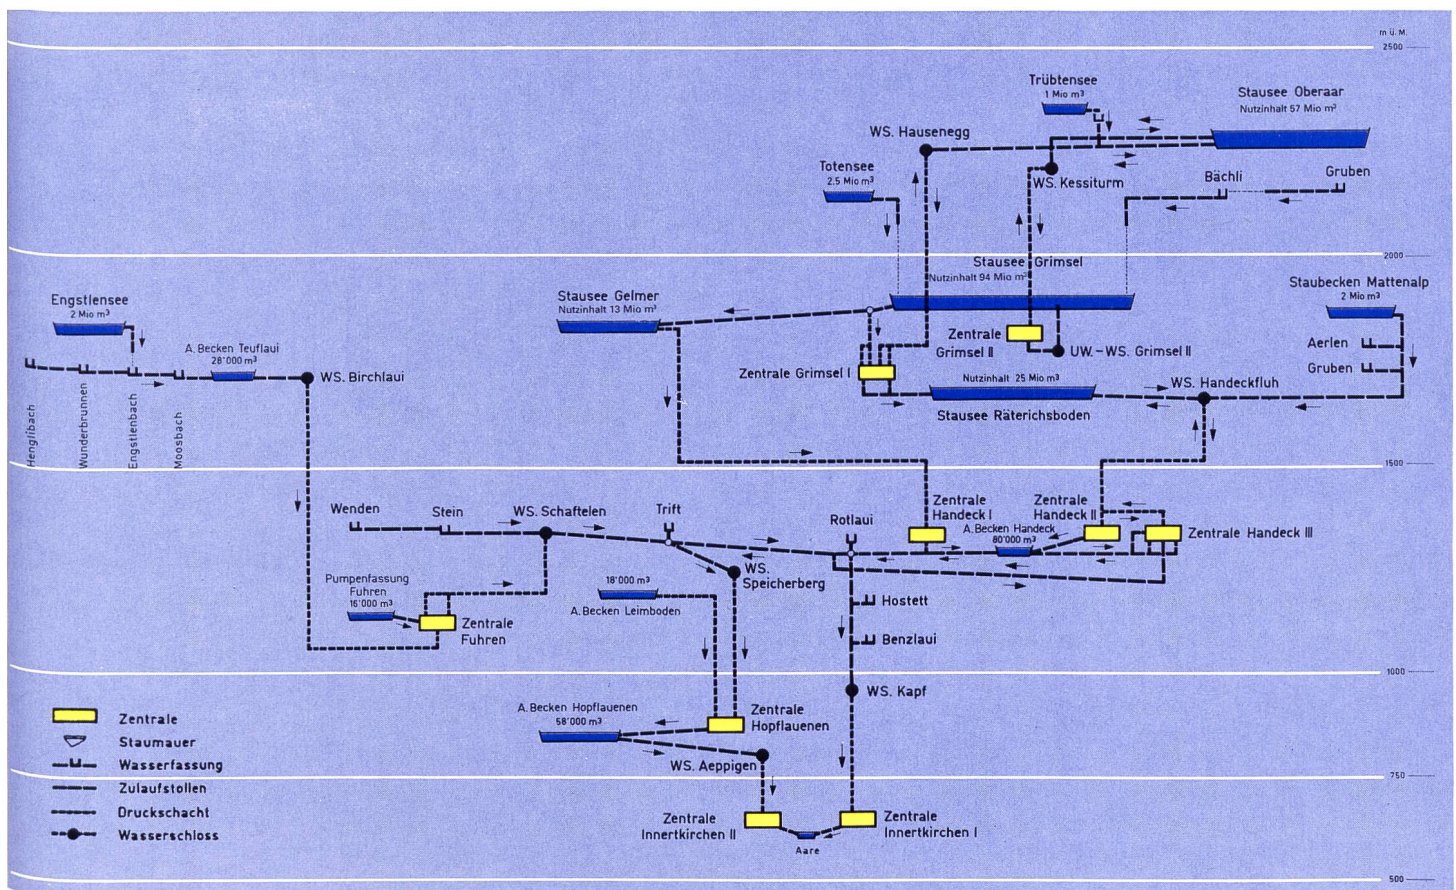 m ü. M.
2500
Trübtensee
1 Mio m³
Stausee Oberaar
Nutzinhalt 57 Mio m³
WS. Hausenegg
Totensee
2.5 Mio m³
WS. Kessiturm
Bächli
Gruben
2000
Stausee Grimsel
Nutzinhalt 94 Mio m³
Engstlensee
2 Mio m³
Stausee Gelmer
Nutzinhalt 13 Mio m³
Staubecken Mattenalp
2 Mio m³
A. Becken Teuflaui
28'000 m³
Zentrale
Grimsel II
UW.-WS. Grimsel II
Aerlen
Gruben
WS. Birchlaui
Zentrale Grimsel I
Nutzinhalt 25 Mio m³
WS. Handeckfluh
Stausee Räterichsboden
Henglibach
Wunderbrunnen
Engstlenbach
Moosbach
1500
Wenden
Stein
WS. Schaftelen
Trift
Rotlaui
Zentrale
Handeck I
Zentrale
Handeck II
A. Becken Handeck
80'000 m³
Zentrale Handeck III
Pumpenfassung
Fuhren
16'000 m³
18'000 m³
A. Becken Leimboden
WS.
Speicherberg
Hostett
Zentrale
Fuhren
Benzlaui
1000
WS. Kapf
A. Becken Hopflauenen
58'000 m³
Zentrale
Hopflauenen
WS. Aeppigen
750
Zentrale
Innertkirchen II
Zentrale
Innertkirchen I
Aare
500
Zentrale
Staumauer
Wasserfassung
Zulaufstollen
Druckschacht
Wasserschloss